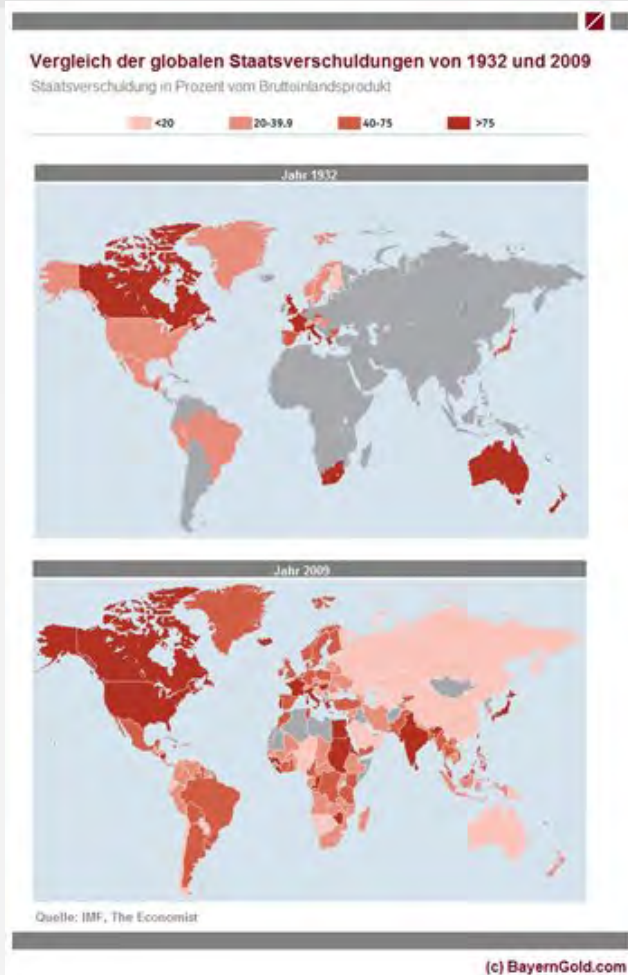 Vergleich der globalen Staatsverschuldungen von 1932 und 2009
Staatsverschuldung in Prozent vom Bruttoinlandsprodukt
<20 20-39.9 40-75 >75
Jahr 1932
Jahr 2009
Quelle: IMF, The Economist
(c) BayernGold.com